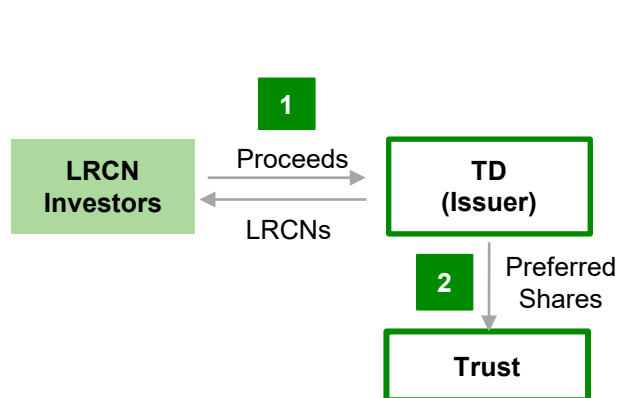 1
Proceeds
LRCN
Investors
TD
(Issuer)
LRCNs
2
Preferred
Shares
Trust